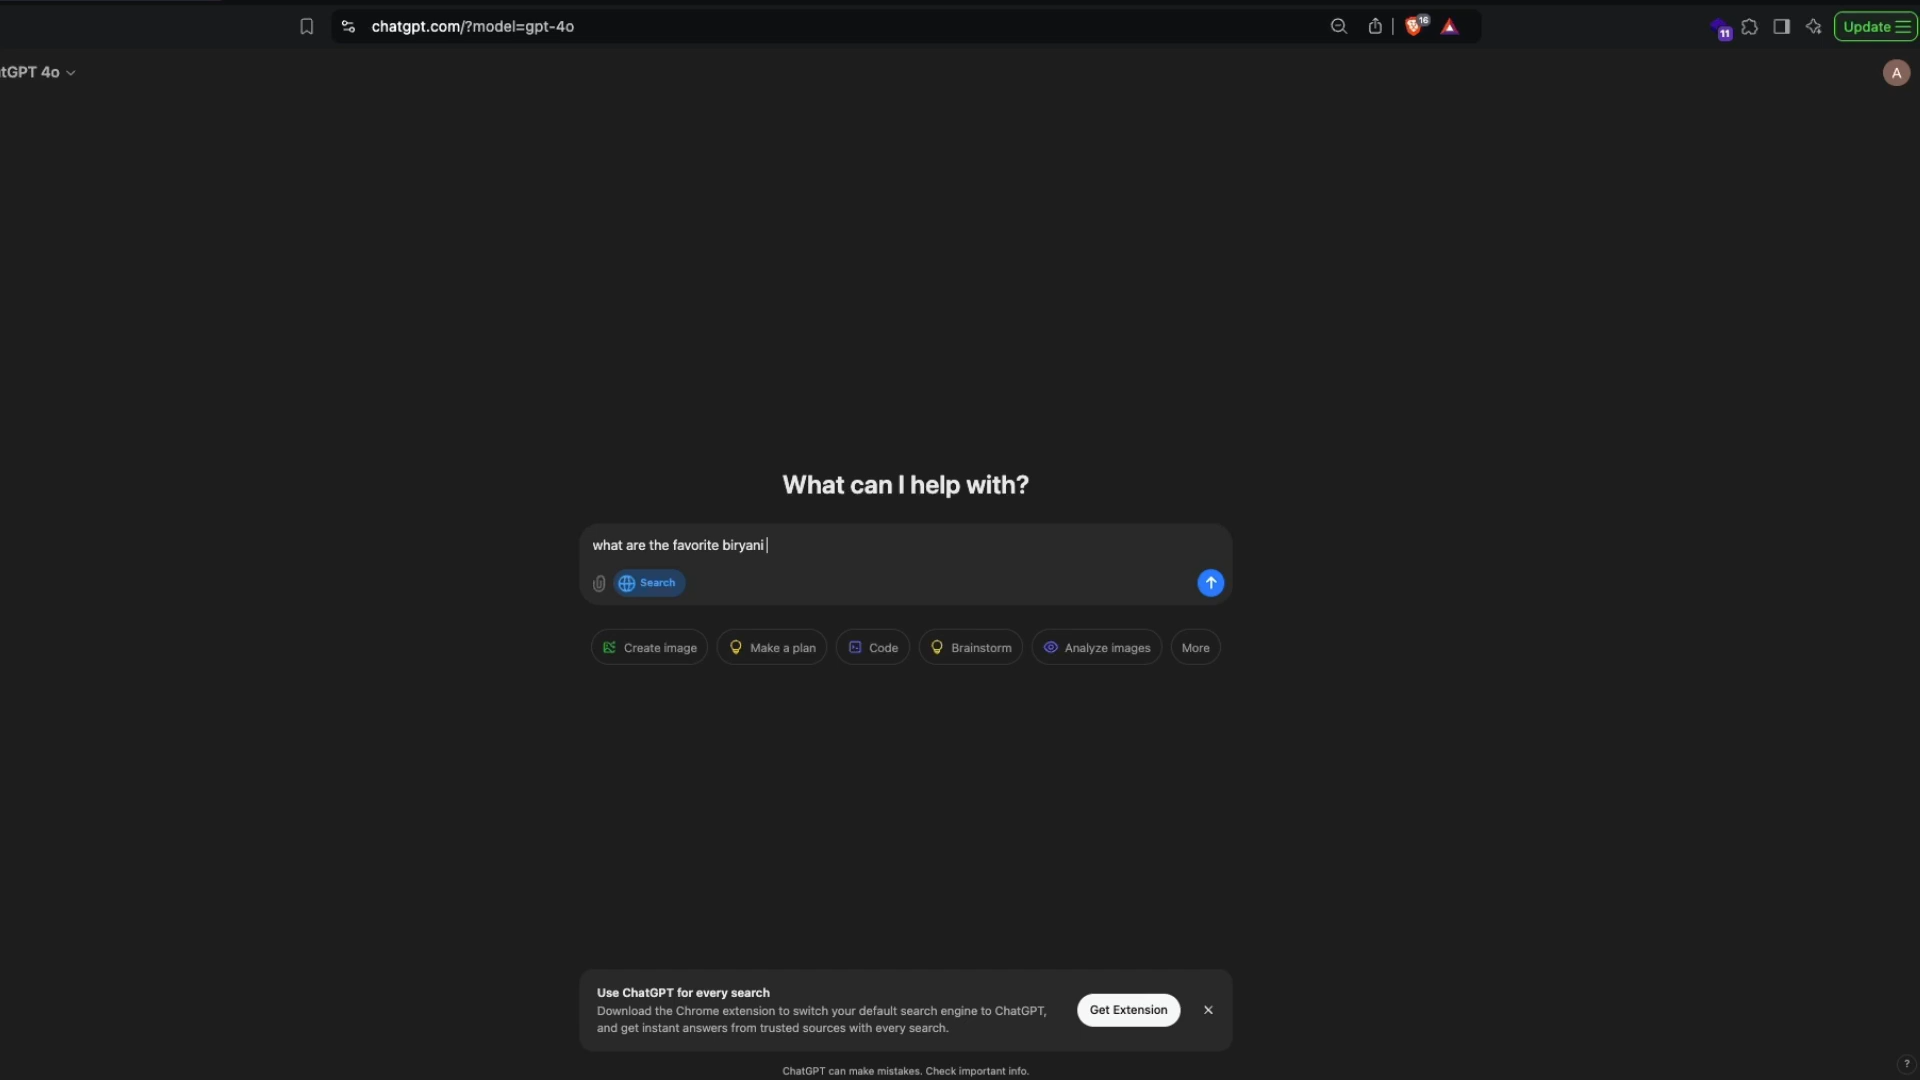 chatgpt.com/?model=gpt-4o
16
11
Update
tGPT 4o
A
What can I help with?
what are the favorite biryani
Search
Create image
Make a plan
Code
Brainstorm
Analyze images
More
Use ChatGPT for every search
Download the Chrome extension to switch your default search engine to ChatGPT,
and get instant answers from trusted sources with every search.
Get Extension
ChatGPT can make mistakes. Check important info.
?